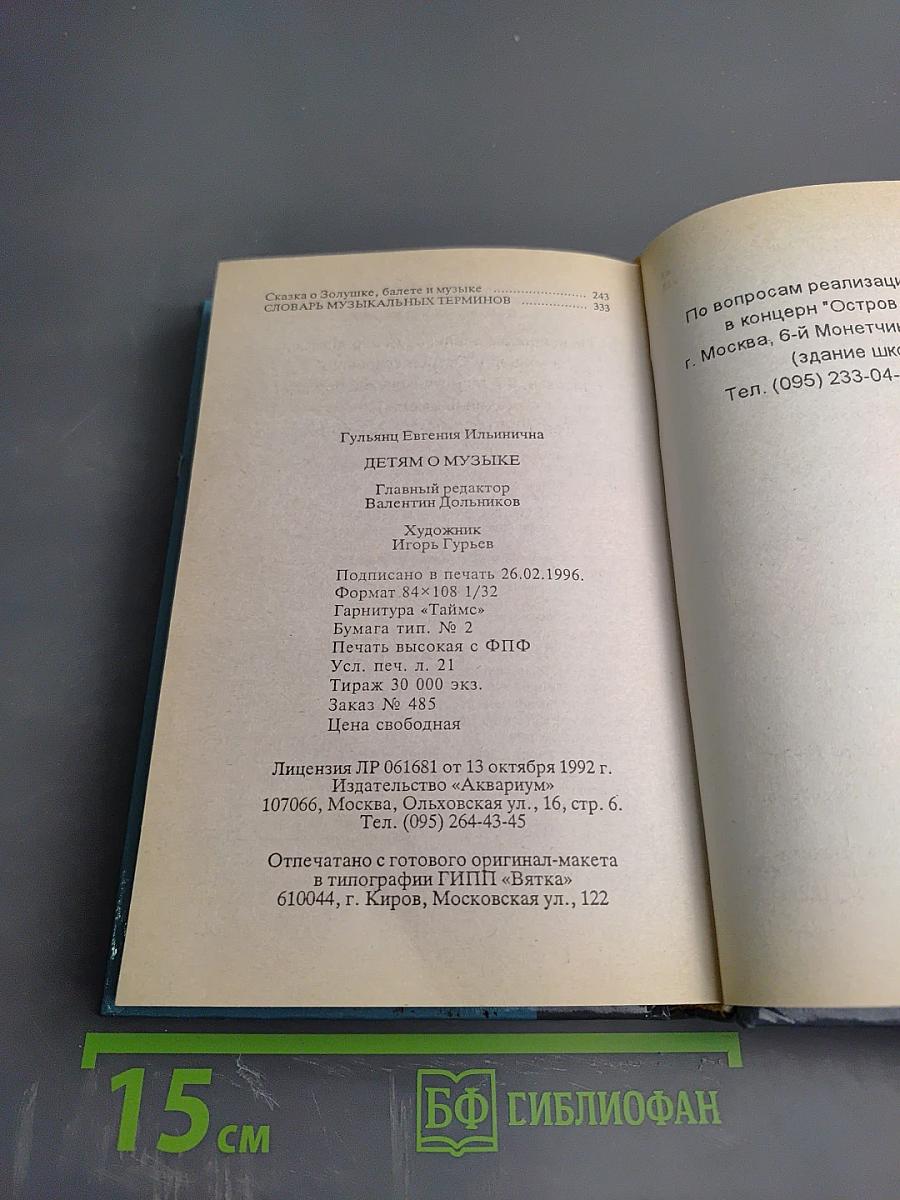 Сказка о Золушке, балете и музыке ........................ 243
СЛОВАРЬ МУЗЫКАЛЬНЫХ ТЕРМИНОВ .................. 333
Гульянц Евгения Ильинична
ДЕТЯМ О МУЗЫКЕ
Главный редактор
Валентин Дольников
Художник
Игорь Гурьев
Подписано в печать 26.02.1996.
Формат 84×108 1/32
Гарнитура «Таймс»
Бумага тип. № 2
Печать высокая с ФПФ
Усл. печ. л. 21
Тираж 30 000 экз.
Заказ № 485
Цена свободная
Лицензия ЛР 061681 от 13 октября 1992 г.
Издательство «Аквариум»
107066, Москва, Ольховская ул., 16, стр. 6.
Тел. (095) 264-43-45
Отпечатано с готового оригинал-макета
в типографии ГИПП «Вятка»
610044, г. Киров, Московская ул., 122
По вопросам реализаци
в концерн "Остров
г. Москва, 6-й Монетчин
(здание шко
Тел. (095) 233-04-
15 см
БФ БИБЛИОФАН